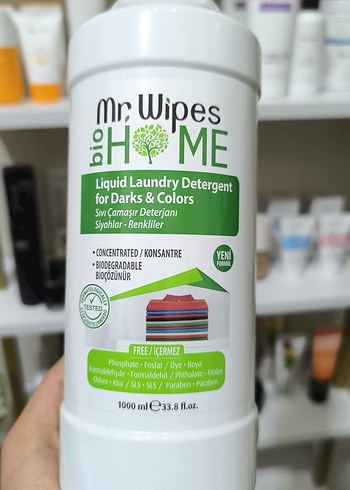 Mr. Wipes
bio HOME
Liquid Laundry Detergent
for Darks & Colors
Sıvı Çamaşır Deterjanı
Siyahlar - Renkliler
• CONCENTRATED / KONSANTRE
• BIODEGRADABLE
BİOÇÖZÜNÜR
YENİ
FORMÜL
DERMATOLOGICALLY
TESTED
FREE / İÇERMEZ
Phosphate - Fosfat / Dye - Boya
Formaldehyde - Formaldehit / Phthalate - Fitalat
Chlore - Klor / SLS - SLS / Paraben - Paraben
1000 ml ℮ 33.8 fl.oz.